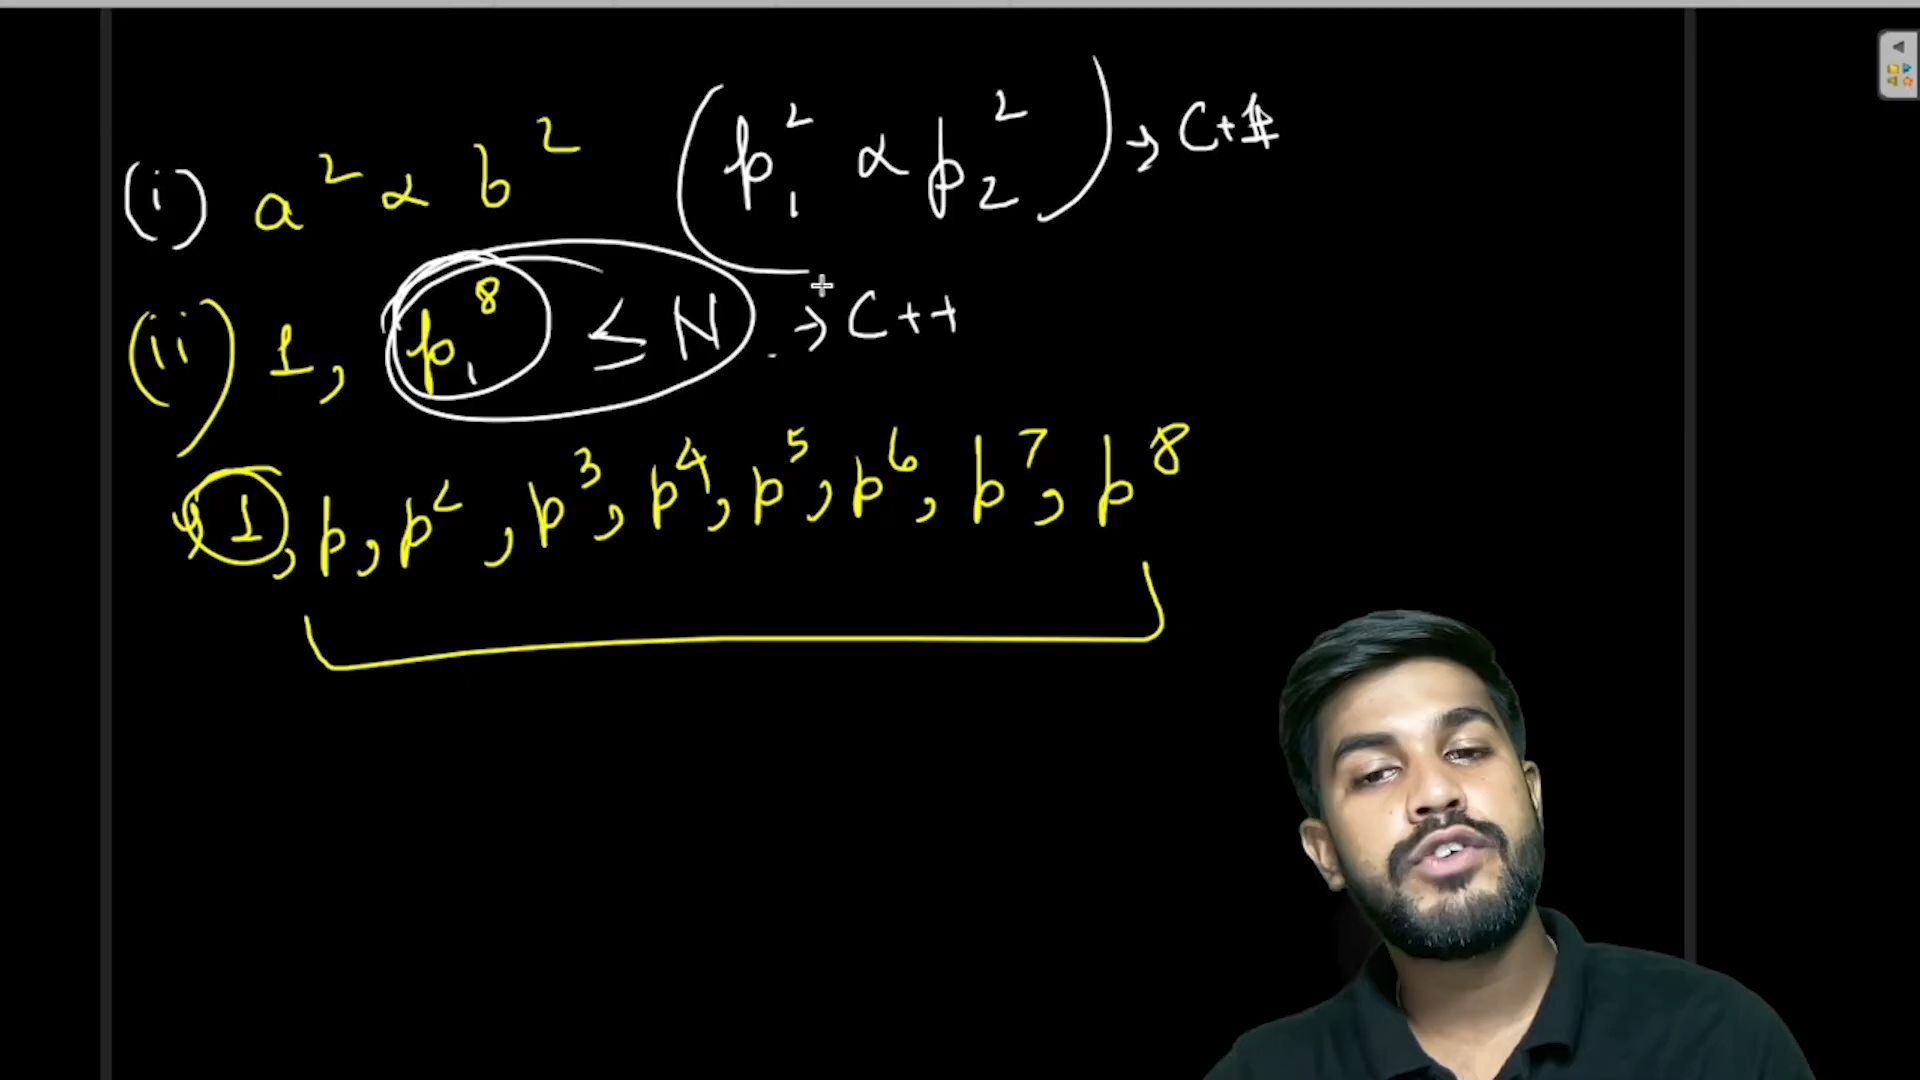 (i) a² × b² (p₁² × p₂²) → C++
(ii) 1, p₁⁸ ≤ N. → C++
1, p, p², p³, p⁴, p⁵, p⁶, p⁷, p⁸